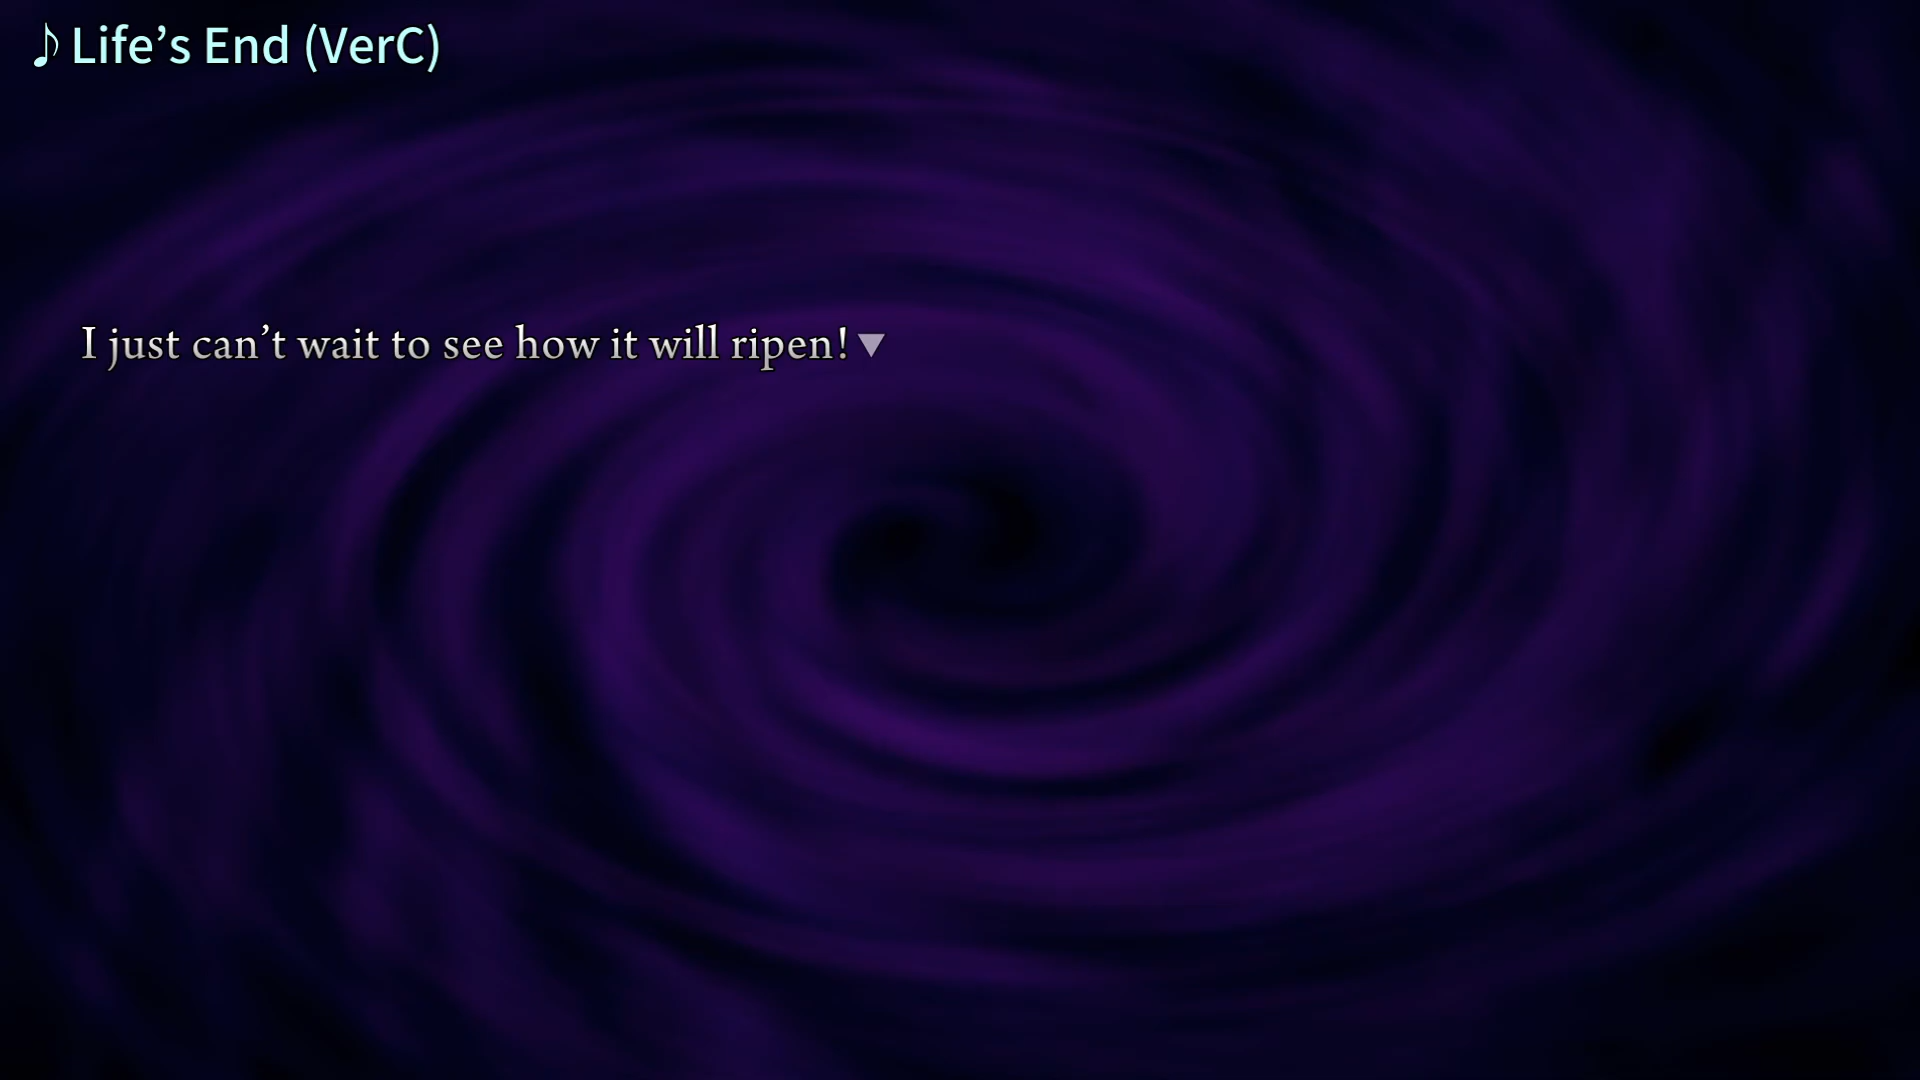 ♪ Life’s End (VerC)
I just can’t wait to see how it will ripen!